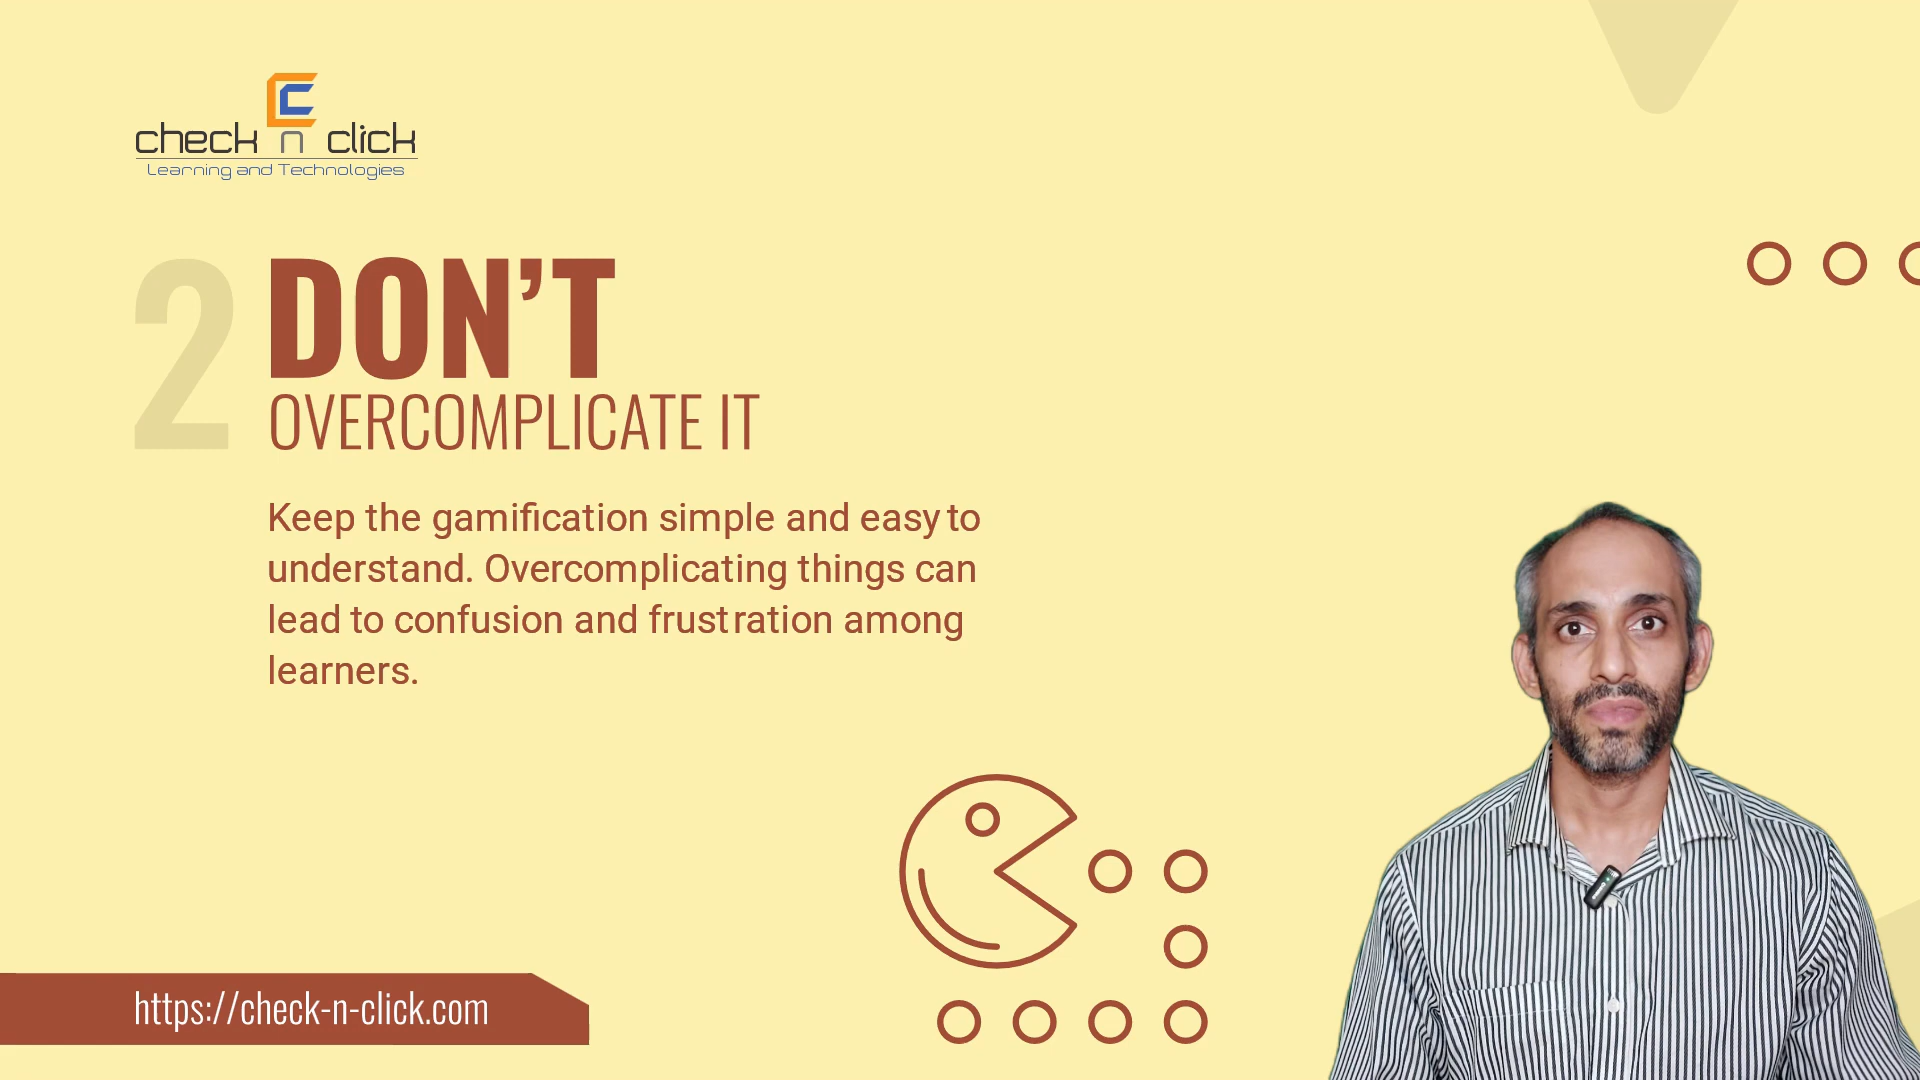 check n click
Learning and Technologies
2 DON'T
OVERCOMPLICATE IT
Keep the gamification simple and easy to
understand. Overcomplicating things can
lead to confusion and frustration among
learners.
https://check-n-click.com